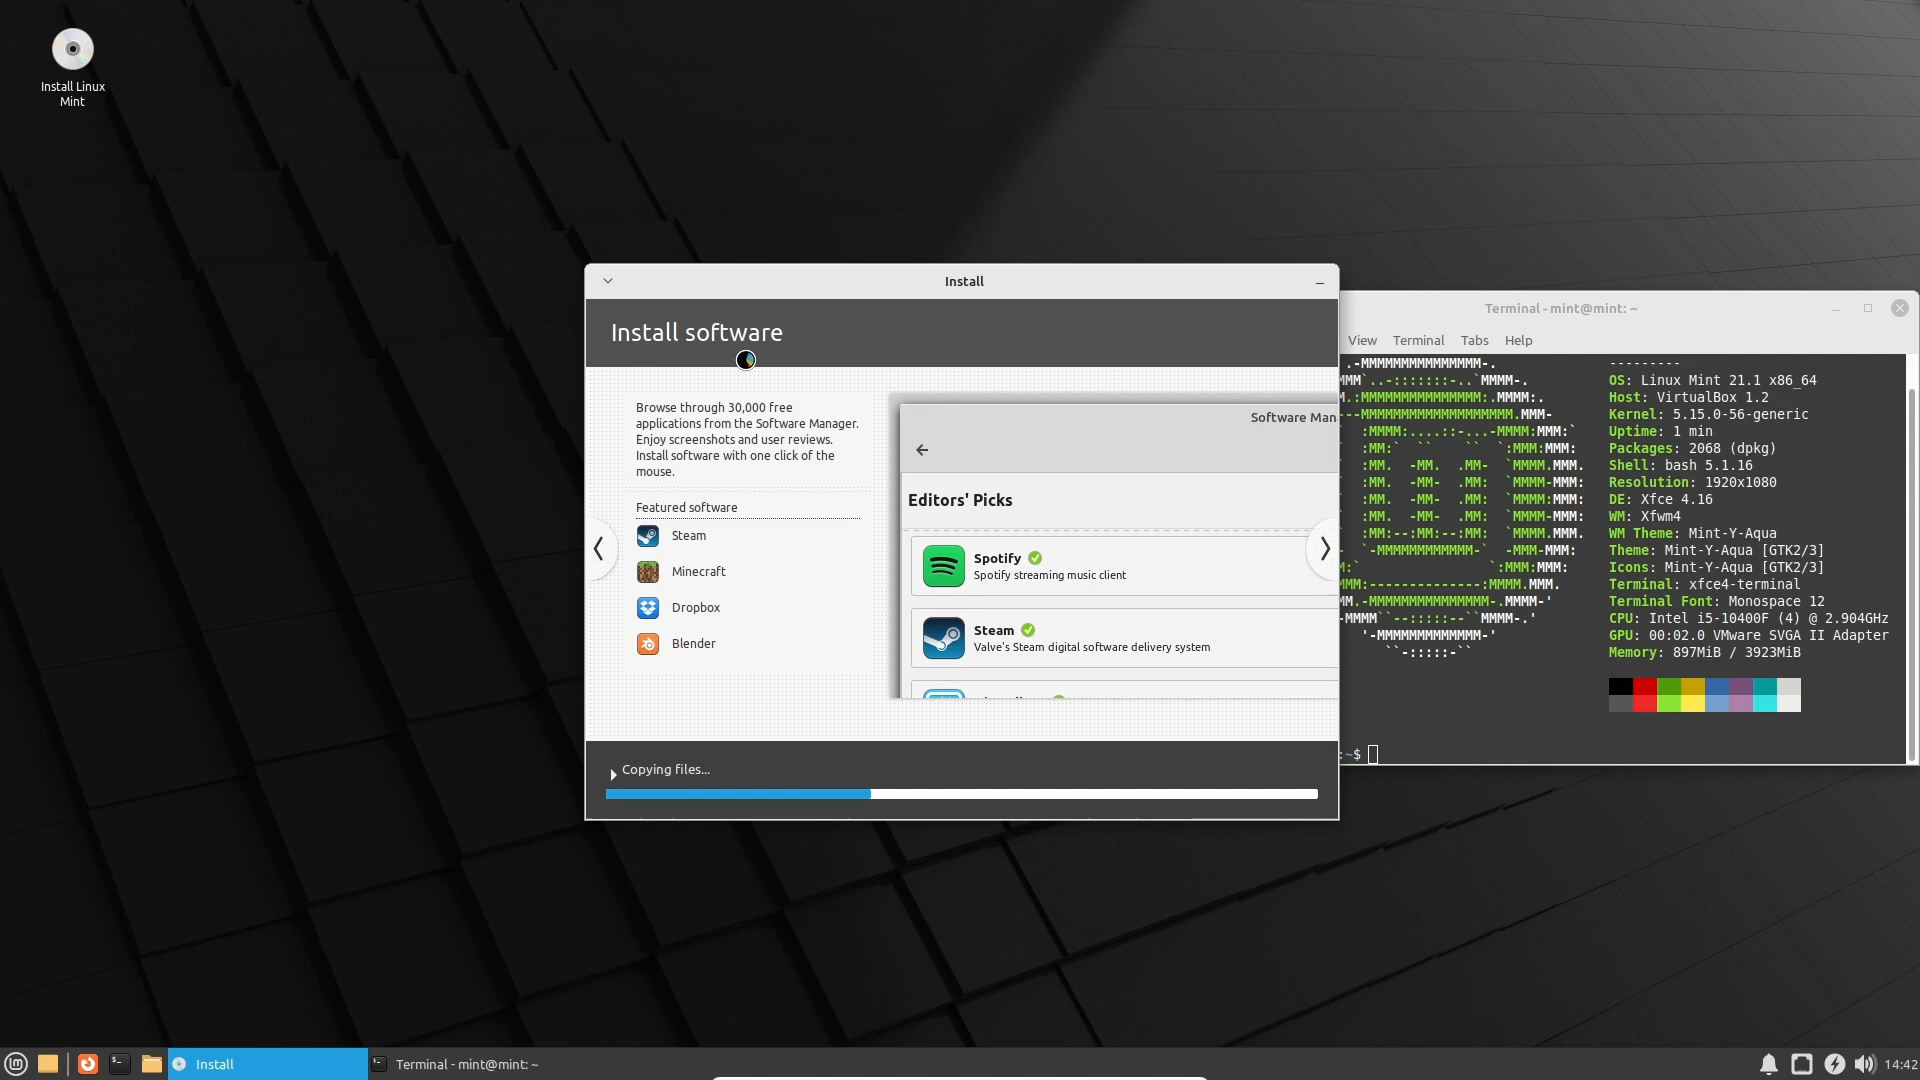 Install Linux
Mint
Install
Install software
Browse through 30,000 free
applications from the Software Manager.
Enjoy screenshots and user reviews.
Install software with one click of the
mouse.
Featured software
Steam
Minecraft
Dropbox
Blender
Software Man
Editors' Picks
Spotify
Spotify streaming music client
Steam
Valve's Steam digital software delivery system
Copying files...
Terminal - mint@mint: ~
View Terminal Tabs Help
---------
OS: Linux Mint 21.1 x86_64
Host: VirtualBox 1.2
Kernel: 5.15.0-56-generic
Uptime: 1 min
Packages: 2068 (dpkg)
Shell: bash 5.1.16
Resolution: 1920x1080
DE: Xfce 4.16
WM: Xfwm4
WM Theme: Mint-Y-Aqua
Theme: Mint-Y-Aqua [GTK2/3]
Icons: Mint-Y-Aqua [GTK2/3]
Terminal: xfce4-terminal
Terminal Font: Monospace 12
CPU: Intel i5-10400F (4) @ 2.904GHz
GPU: 00:02.0 VMware SVGA II Adapter
Memory: 897MiB / 3923MiB
:~$
Install
Terminal - mint@mint: ~
14:42